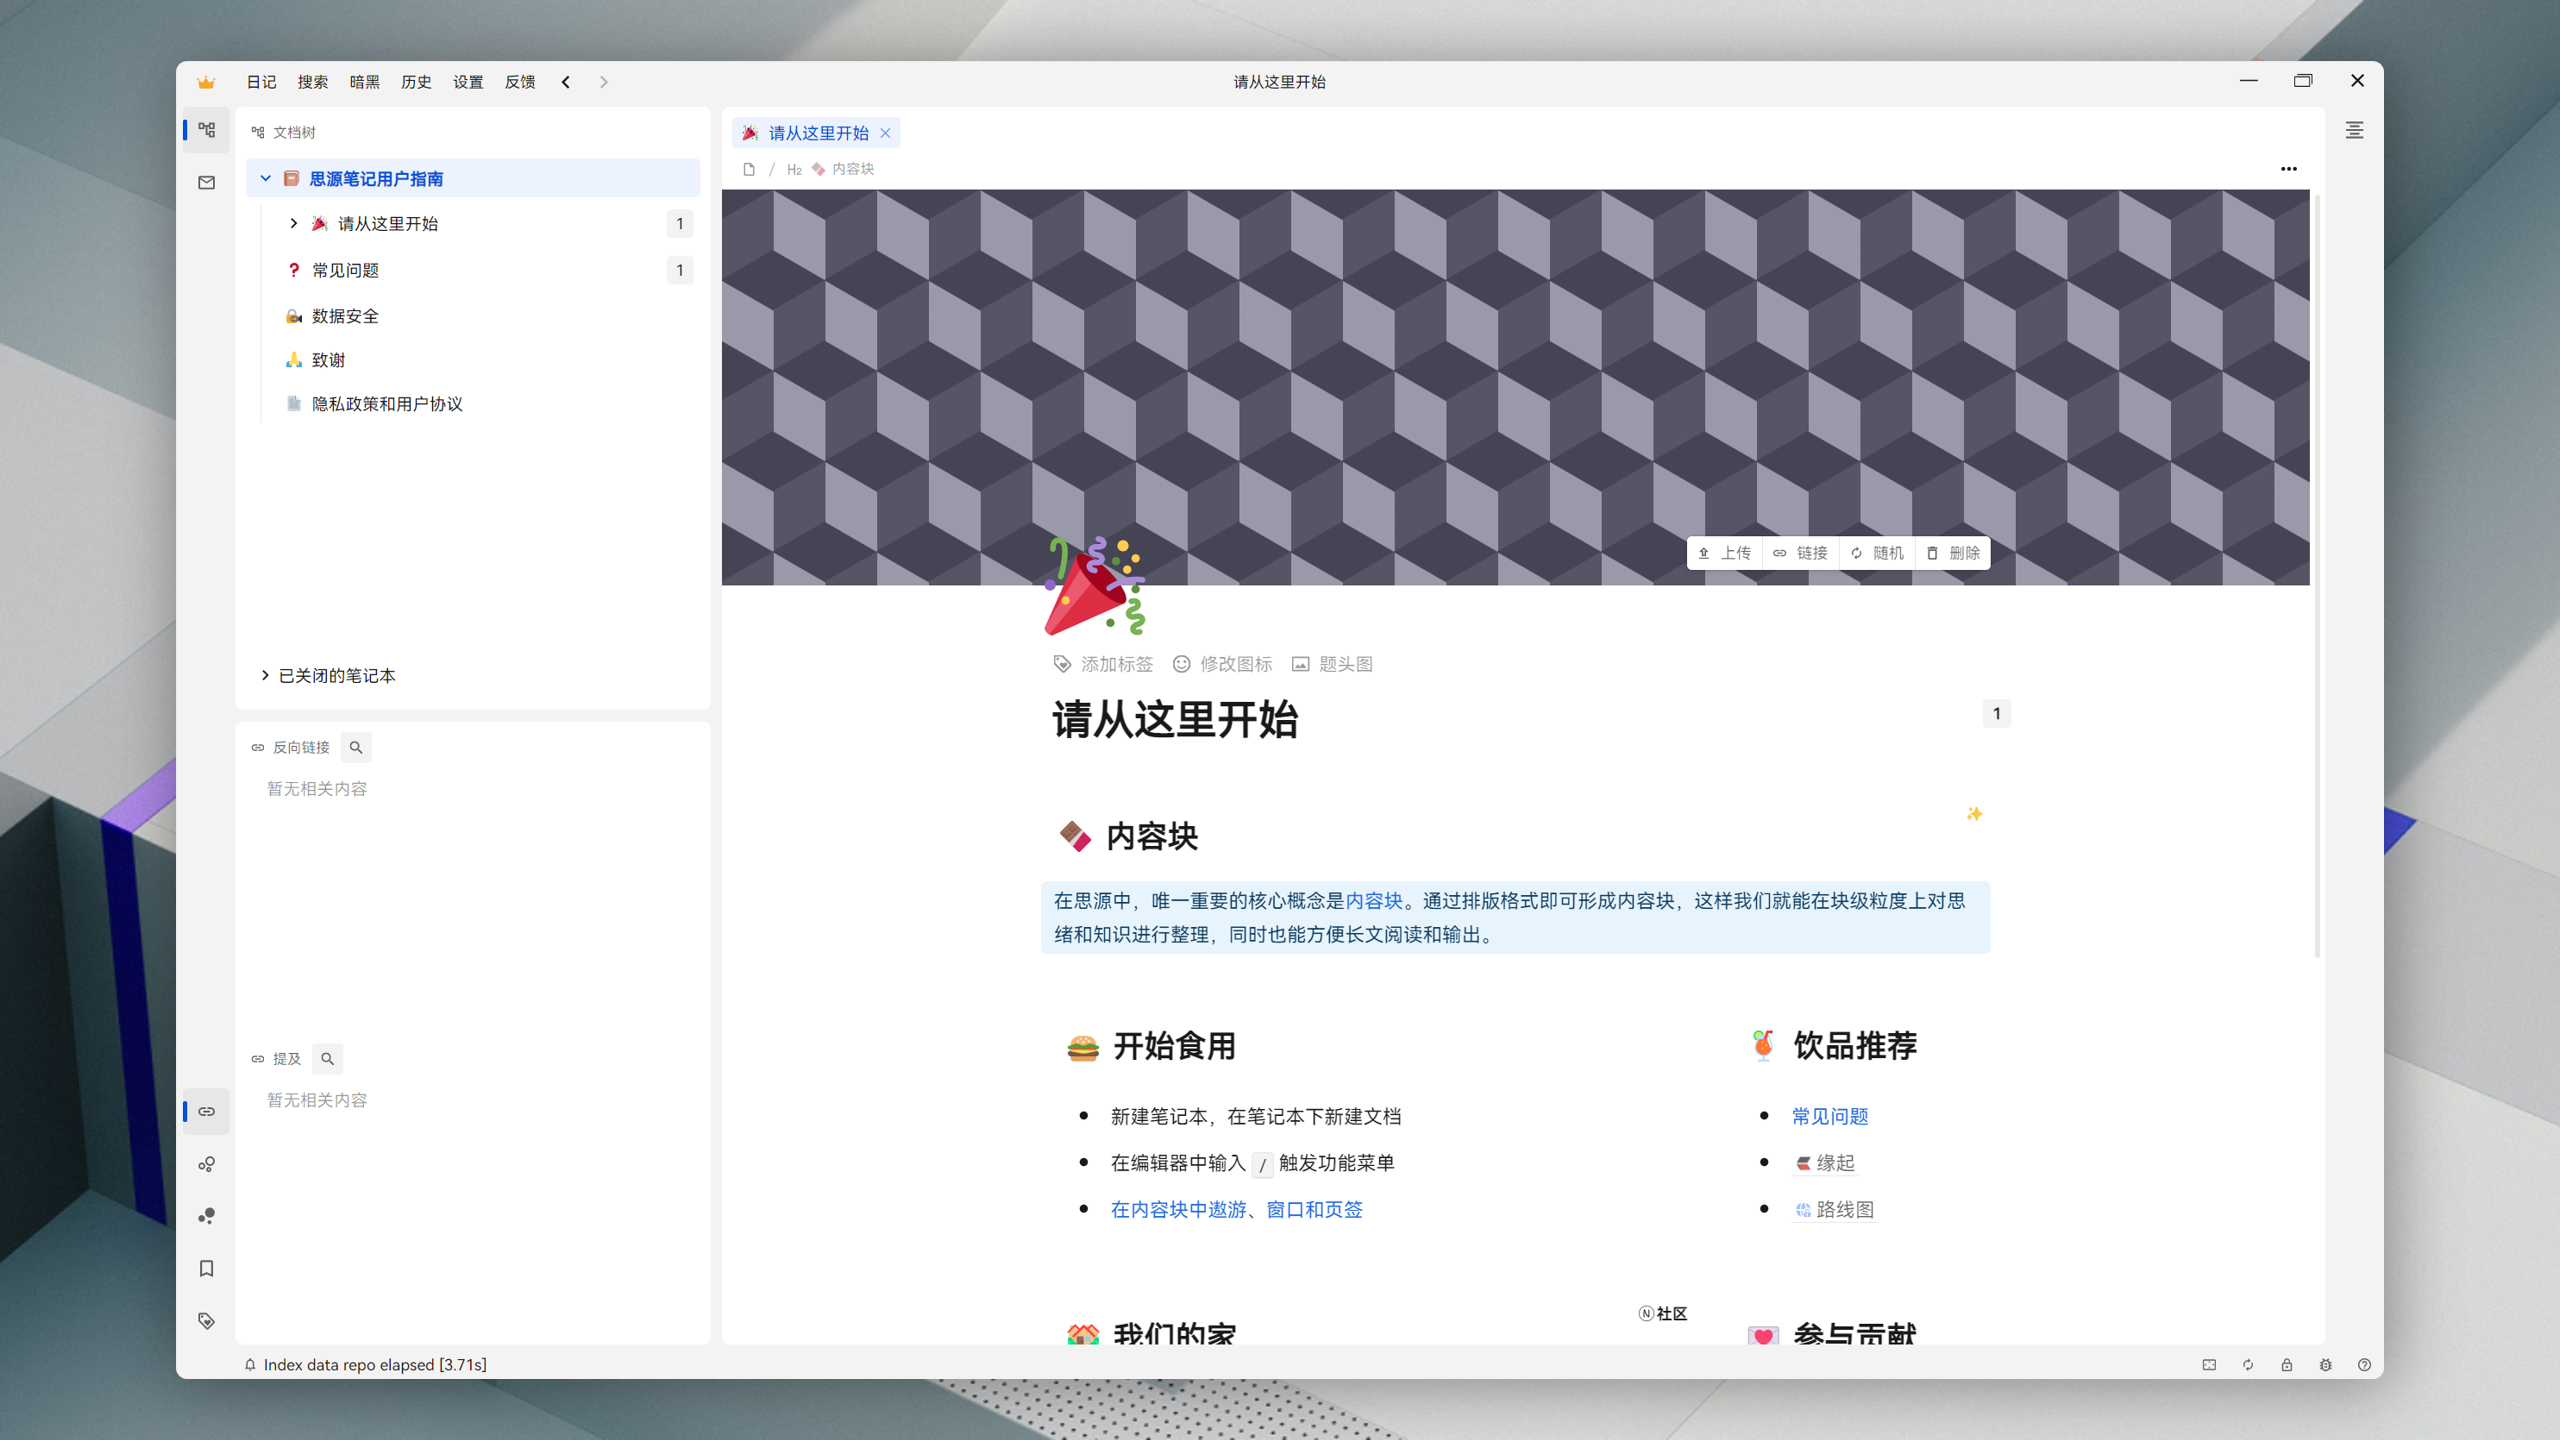 日记 搜索 暗黑 历史 设置 反馈
请从这里开始
文档树
思源笔记用户指南
请从这里开始 1
常见问题 1
数据安全
致谢
隐私政策和用户协议
已关闭的笔记本
反向链接
暂无相关内容
提及
暂无相关内容
请从这里开始
/ H2 内容块
上传 链接 随机 删除
添加标签 修改图标 题头图
请从这里开始 1
内容块
在思源中，唯一重要的核心概念是内容块。通过排版格式即可形成内容块，这样我们就能在块级粒度上对思
绪和知识进行整理，同时也能方便长文阅读和输出。
开始食用
新建笔记本，在笔记本下新建文档
在编辑器中输入 / 触发功能菜单
在内容块中遨游、窗口和页签
饮品推荐
常见问题
缘起
路线图
我们的家
N社区
参与贡献
Index data repo elapsed [3.71s]